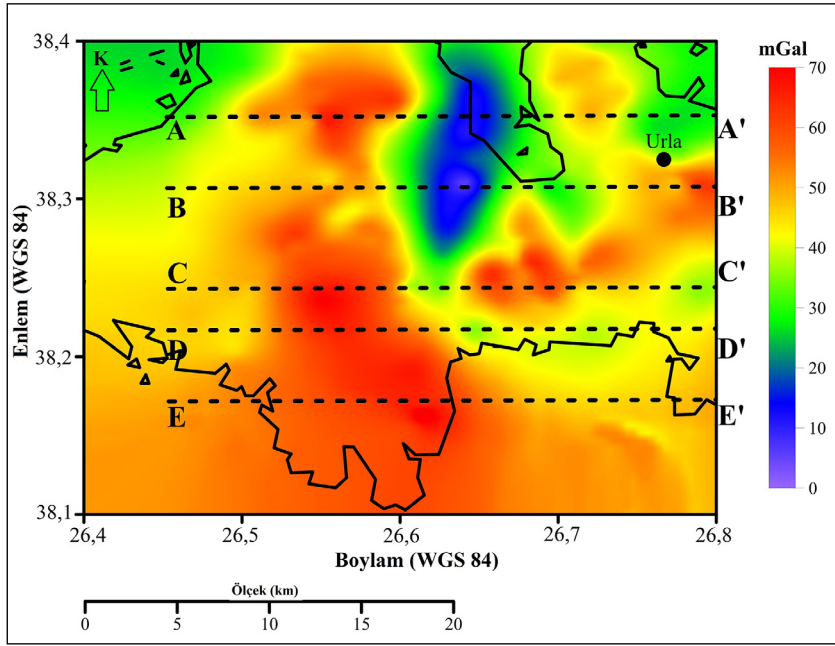 mGal
38,4
38,3
38,2
38,1
Enlem (WGS 84)
K
A
A'
Urla
B
B'
C
C'
D
D'
E
E'
26,4
26,5
26,6
26,7
26,8
Boylam (WGS 84)
70
60
50
40
30
20
10
0
Ölçek (km)
0
5
10
15
20